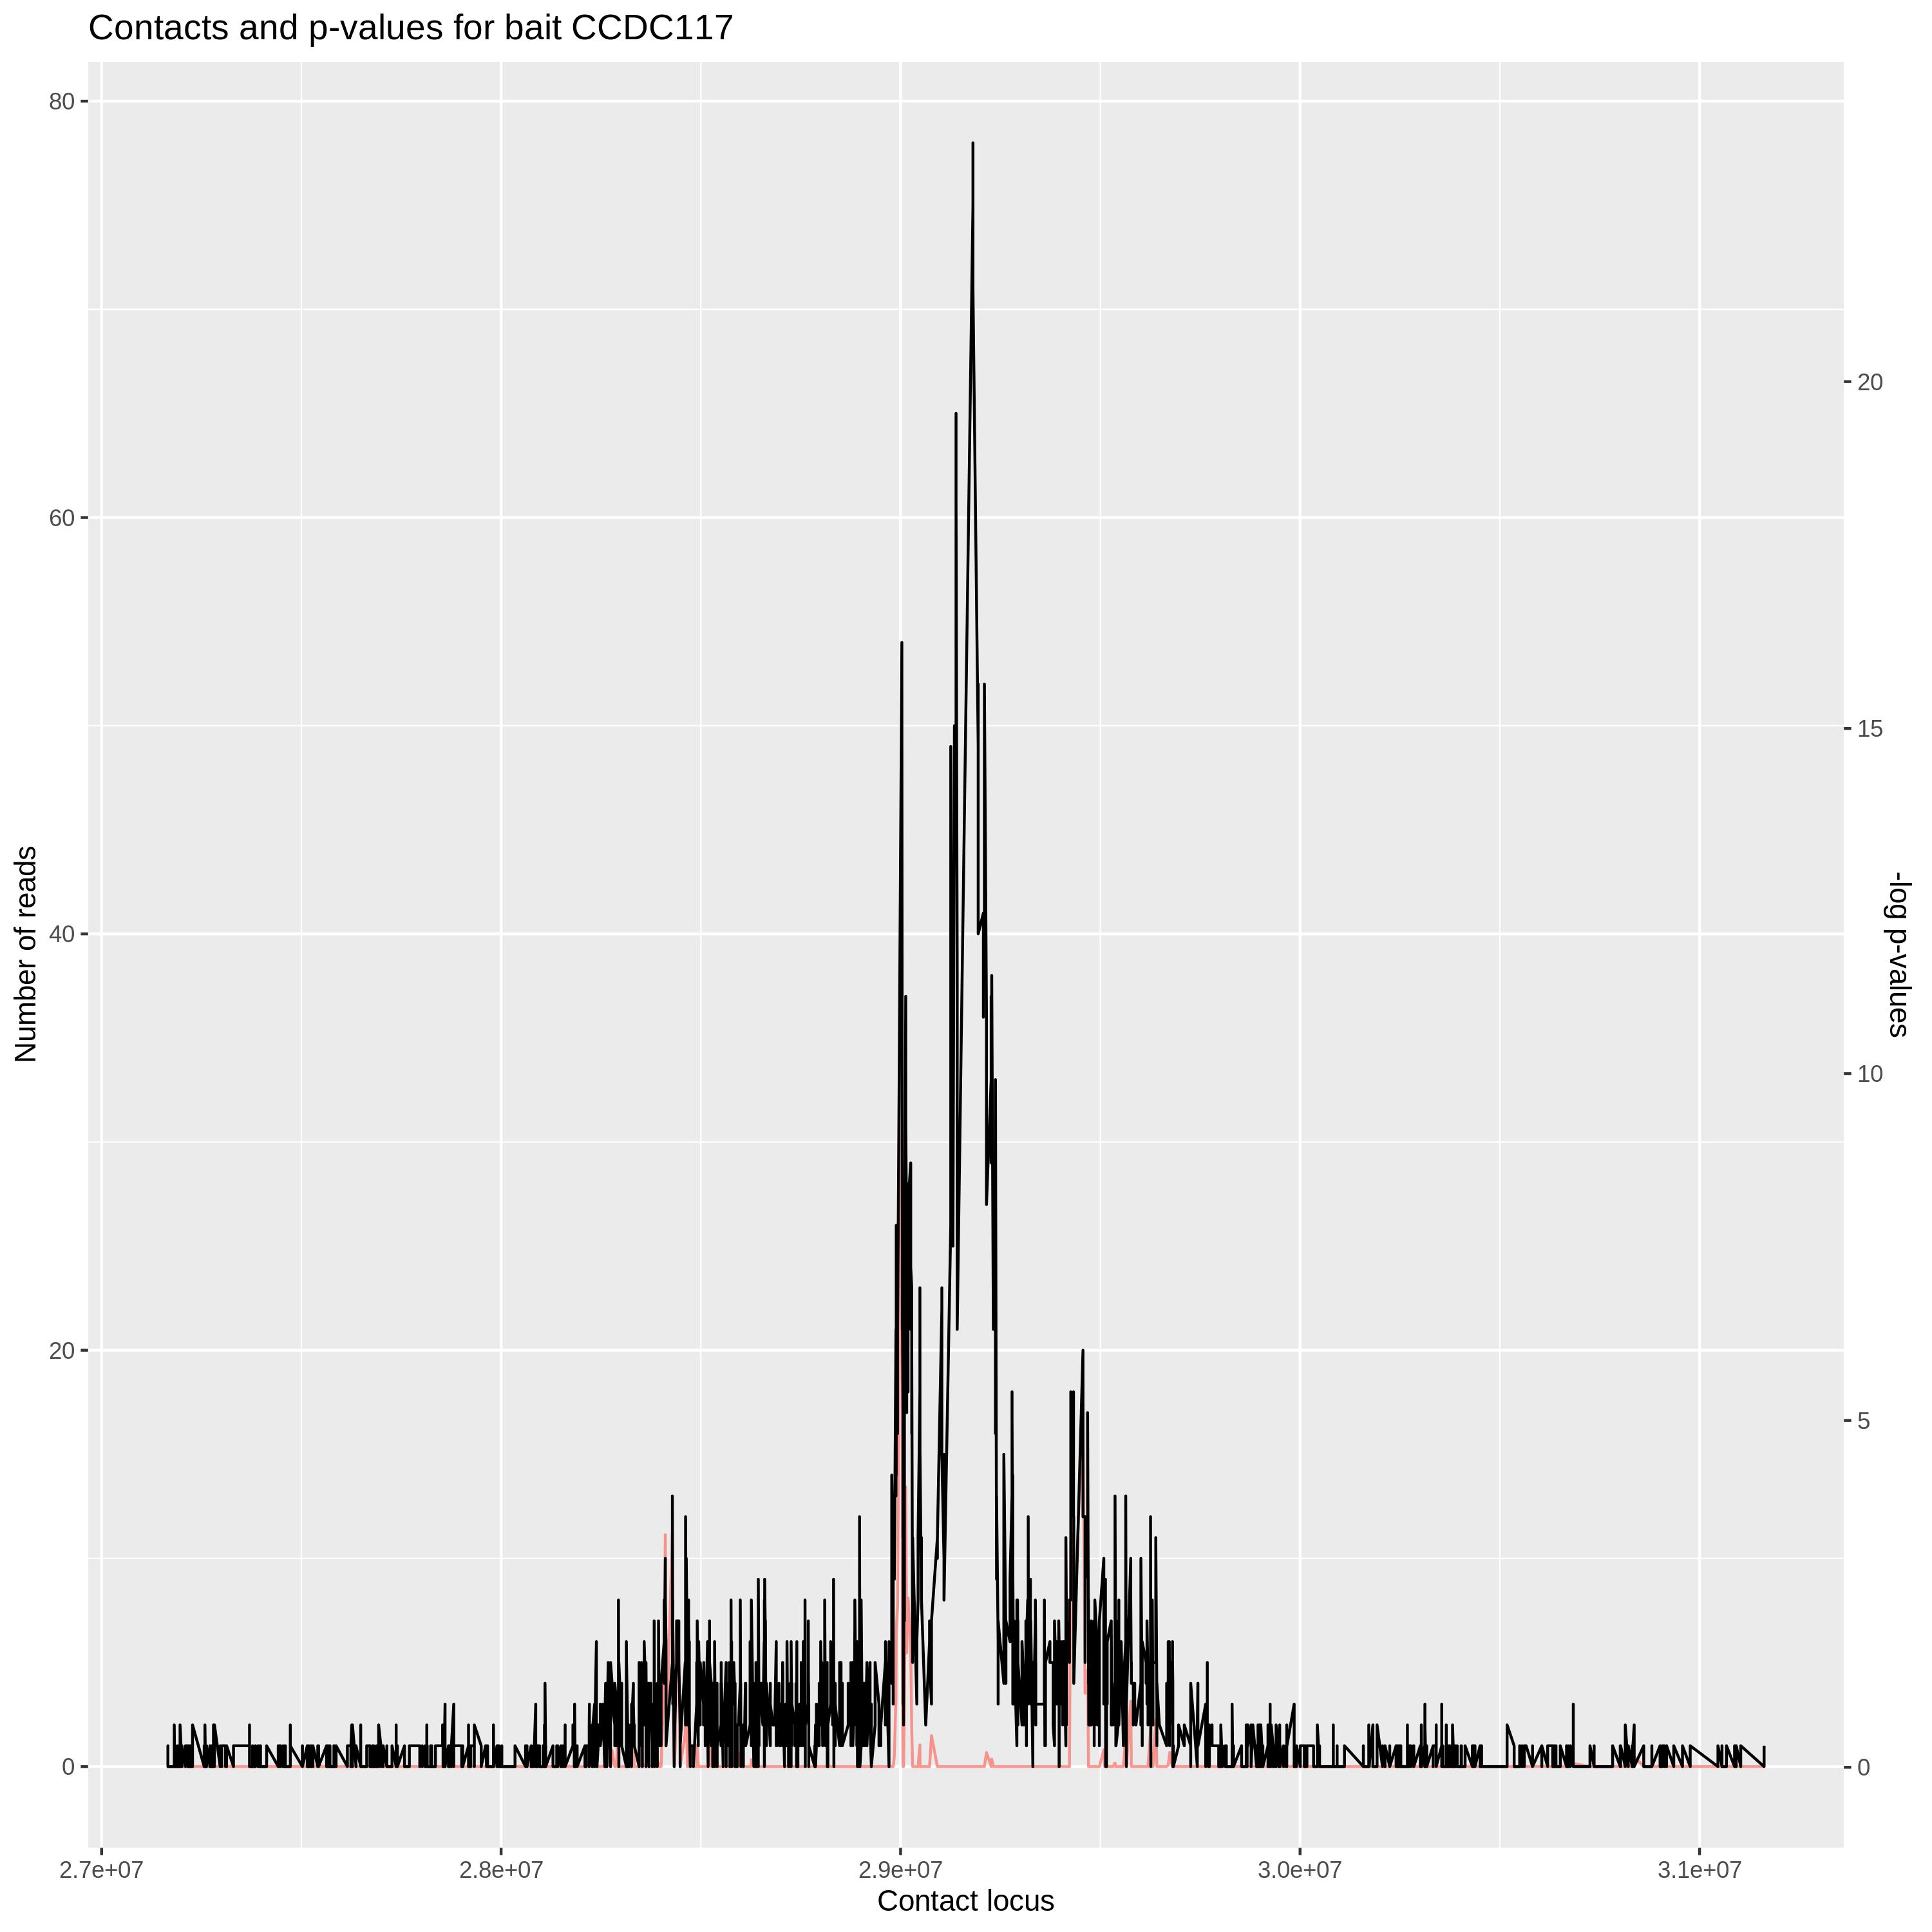 Contacts and p-values for bait CCDC117
80
60
40
20
0
Number of reads
20
15
10
5
0
-log p-values
2.7e+07
2.8e+07
2.9e+07
3.0e+07
3.1e+07
Contact locus